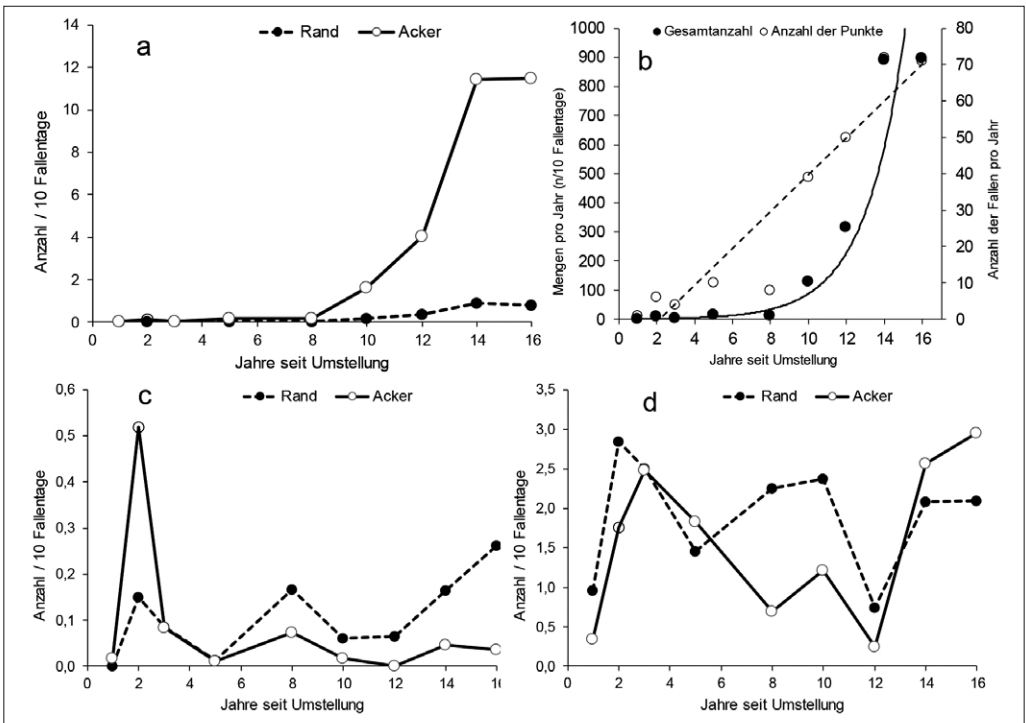 a
Rand Acker
14
12
10
8
6
4
2
0
Anzahl / 10 Fallentage
0 2 4 6 8 10 12 14 16
Jahre seit Umstellung
b
Gesamtanzahl Anzahl der Punkte
1000
900
800
700
600
500
400
300
200
100
0
Mengen pro Jahr (n/10 Fallentage)
80
70
60
50
40
30
20
10
0
Anzahl der Fallen pro Jahr
0 2 4 6 8 10 12 14 16
Jahre seit Umstellung
c
Rand Acker
0,6
0,5
0,4
0,3
0,2
0,1
0,0
Anzahl / 10 Fallentage
0 2 4 6 8 10 12 14 16
Jahre seit Umstellung
d
Rand Acker
3,5
3,0
2,5
2,0
1,5
1,0
0,5
0,0
Anzahl / 10 Fallentage
0 2 4 6 8 10 12 14 16
Jahre seit Umstellung